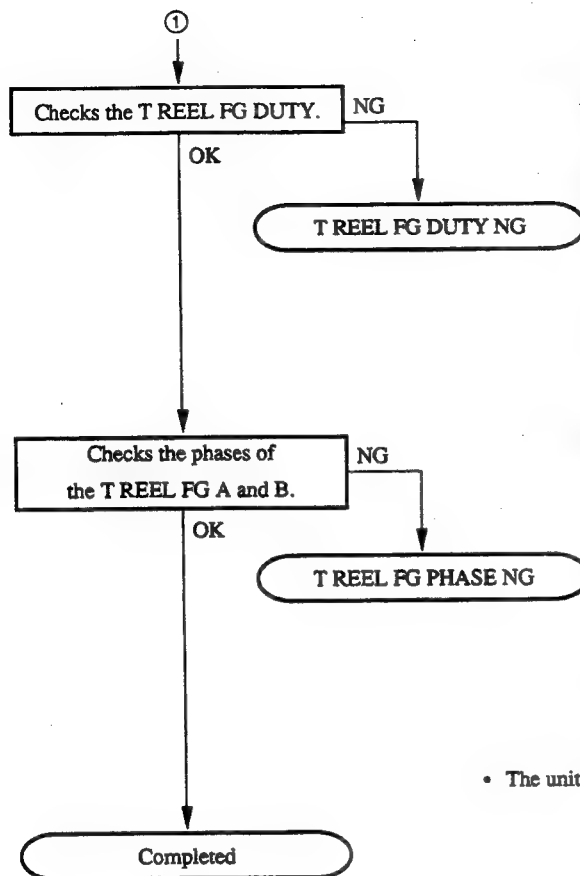 ①
Checks the T REEL FG DUTY.
NG
OK
T REEL FG DUTY NG
Checks the phases of
the T REEL FG A and B.
NG
OK
T REEL FG PHASE NG
• The unit
Completed